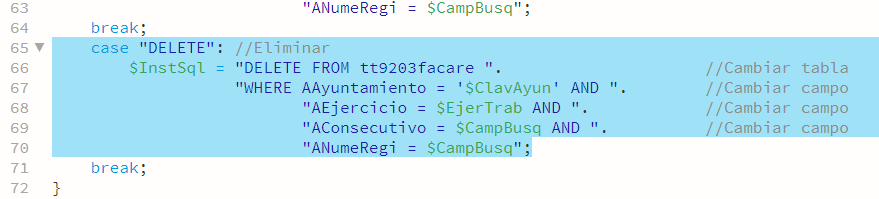 63 "ANumeRegi = $CampBusq";
64 break;
65 case "DELETE": //Eliminar
66 $InstSql = "DELETE FROM tt9203facare ". //Cambiar tabla
67 "WHERE AAyuntamiento = '$ClavAyun' AND ". //Cambiar campo
68 "AEjercicio = $EjerTrab AND ". //Cambiar campo
69 "AConsecutivo = $CampBusq AND ". //Cambiar campo
70 "ANumeRegi = $CampBusq";
71 break;
72 }